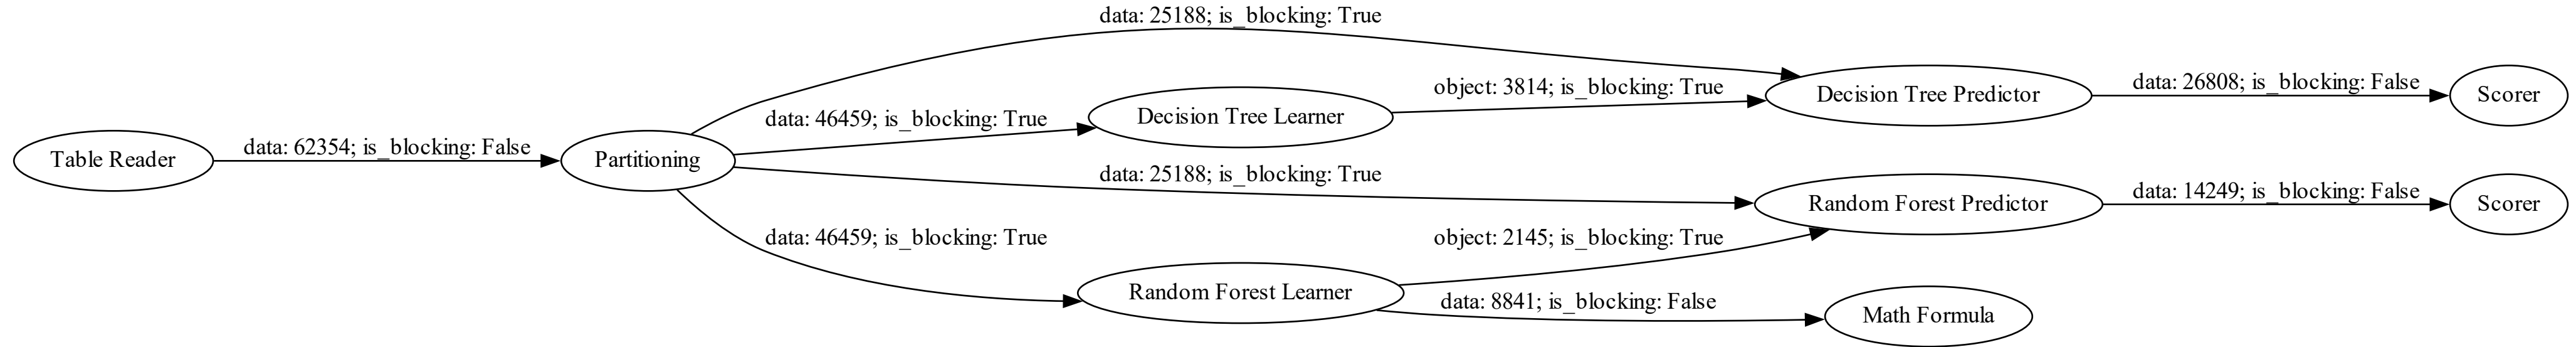 data: 25188; is_blocking: True
object: 3814; is_blocking: True
data: 26808; is_blocking: False
Decision Tree Predictor
Scorer
data: 46459; is_blocking: True
Decision Tree Learner
data: 62354; is_blocking: False
Table Reader
Partitioning
data: 25188; is_blocking: True
data: 14249; is_blocking: False
Random Forest Predictor
Scorer
data: 46459; is_blocking: True
object: 2145; is_blocking: True
Random Forest Learner
data: 8841; is_blocking: False
Math Formula